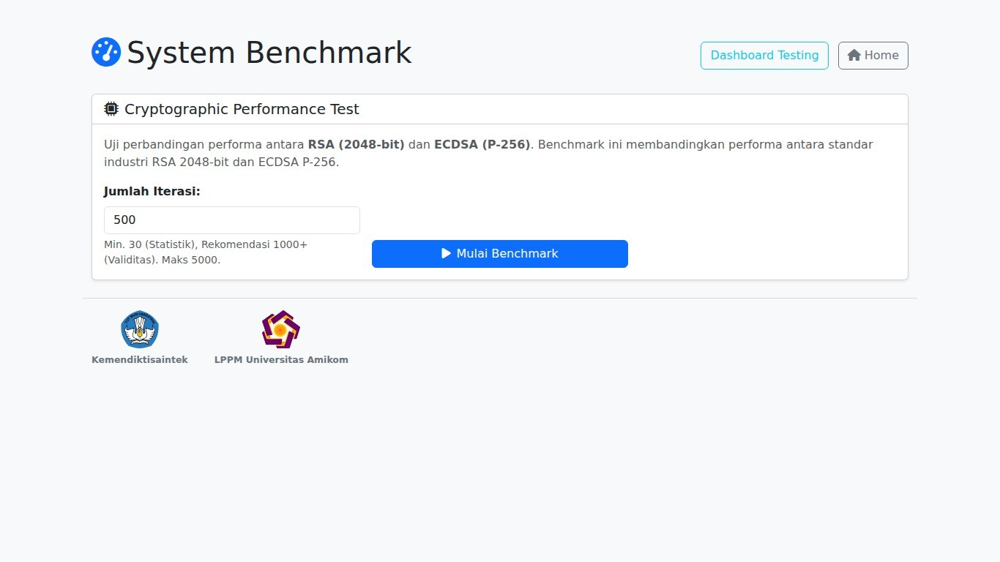 System Benchmark
Dashboard Testing
Home
Cryptographic Performance Test
Uji perbandingan performa antara RSA (2048-bit) dan ECDSA (P-256). Benchmark ini membandingkan performa antara standar
industri RSA 2048-bit dan ECDSA P-256.
Jumlah Iterasi:
500
Min. 30 (Statistik), Rekomendasi 1000+
(Validitas). Maks 5000.
Mulai Benchmark
Kemendiktisaintek
LPPM Universitas Amikom